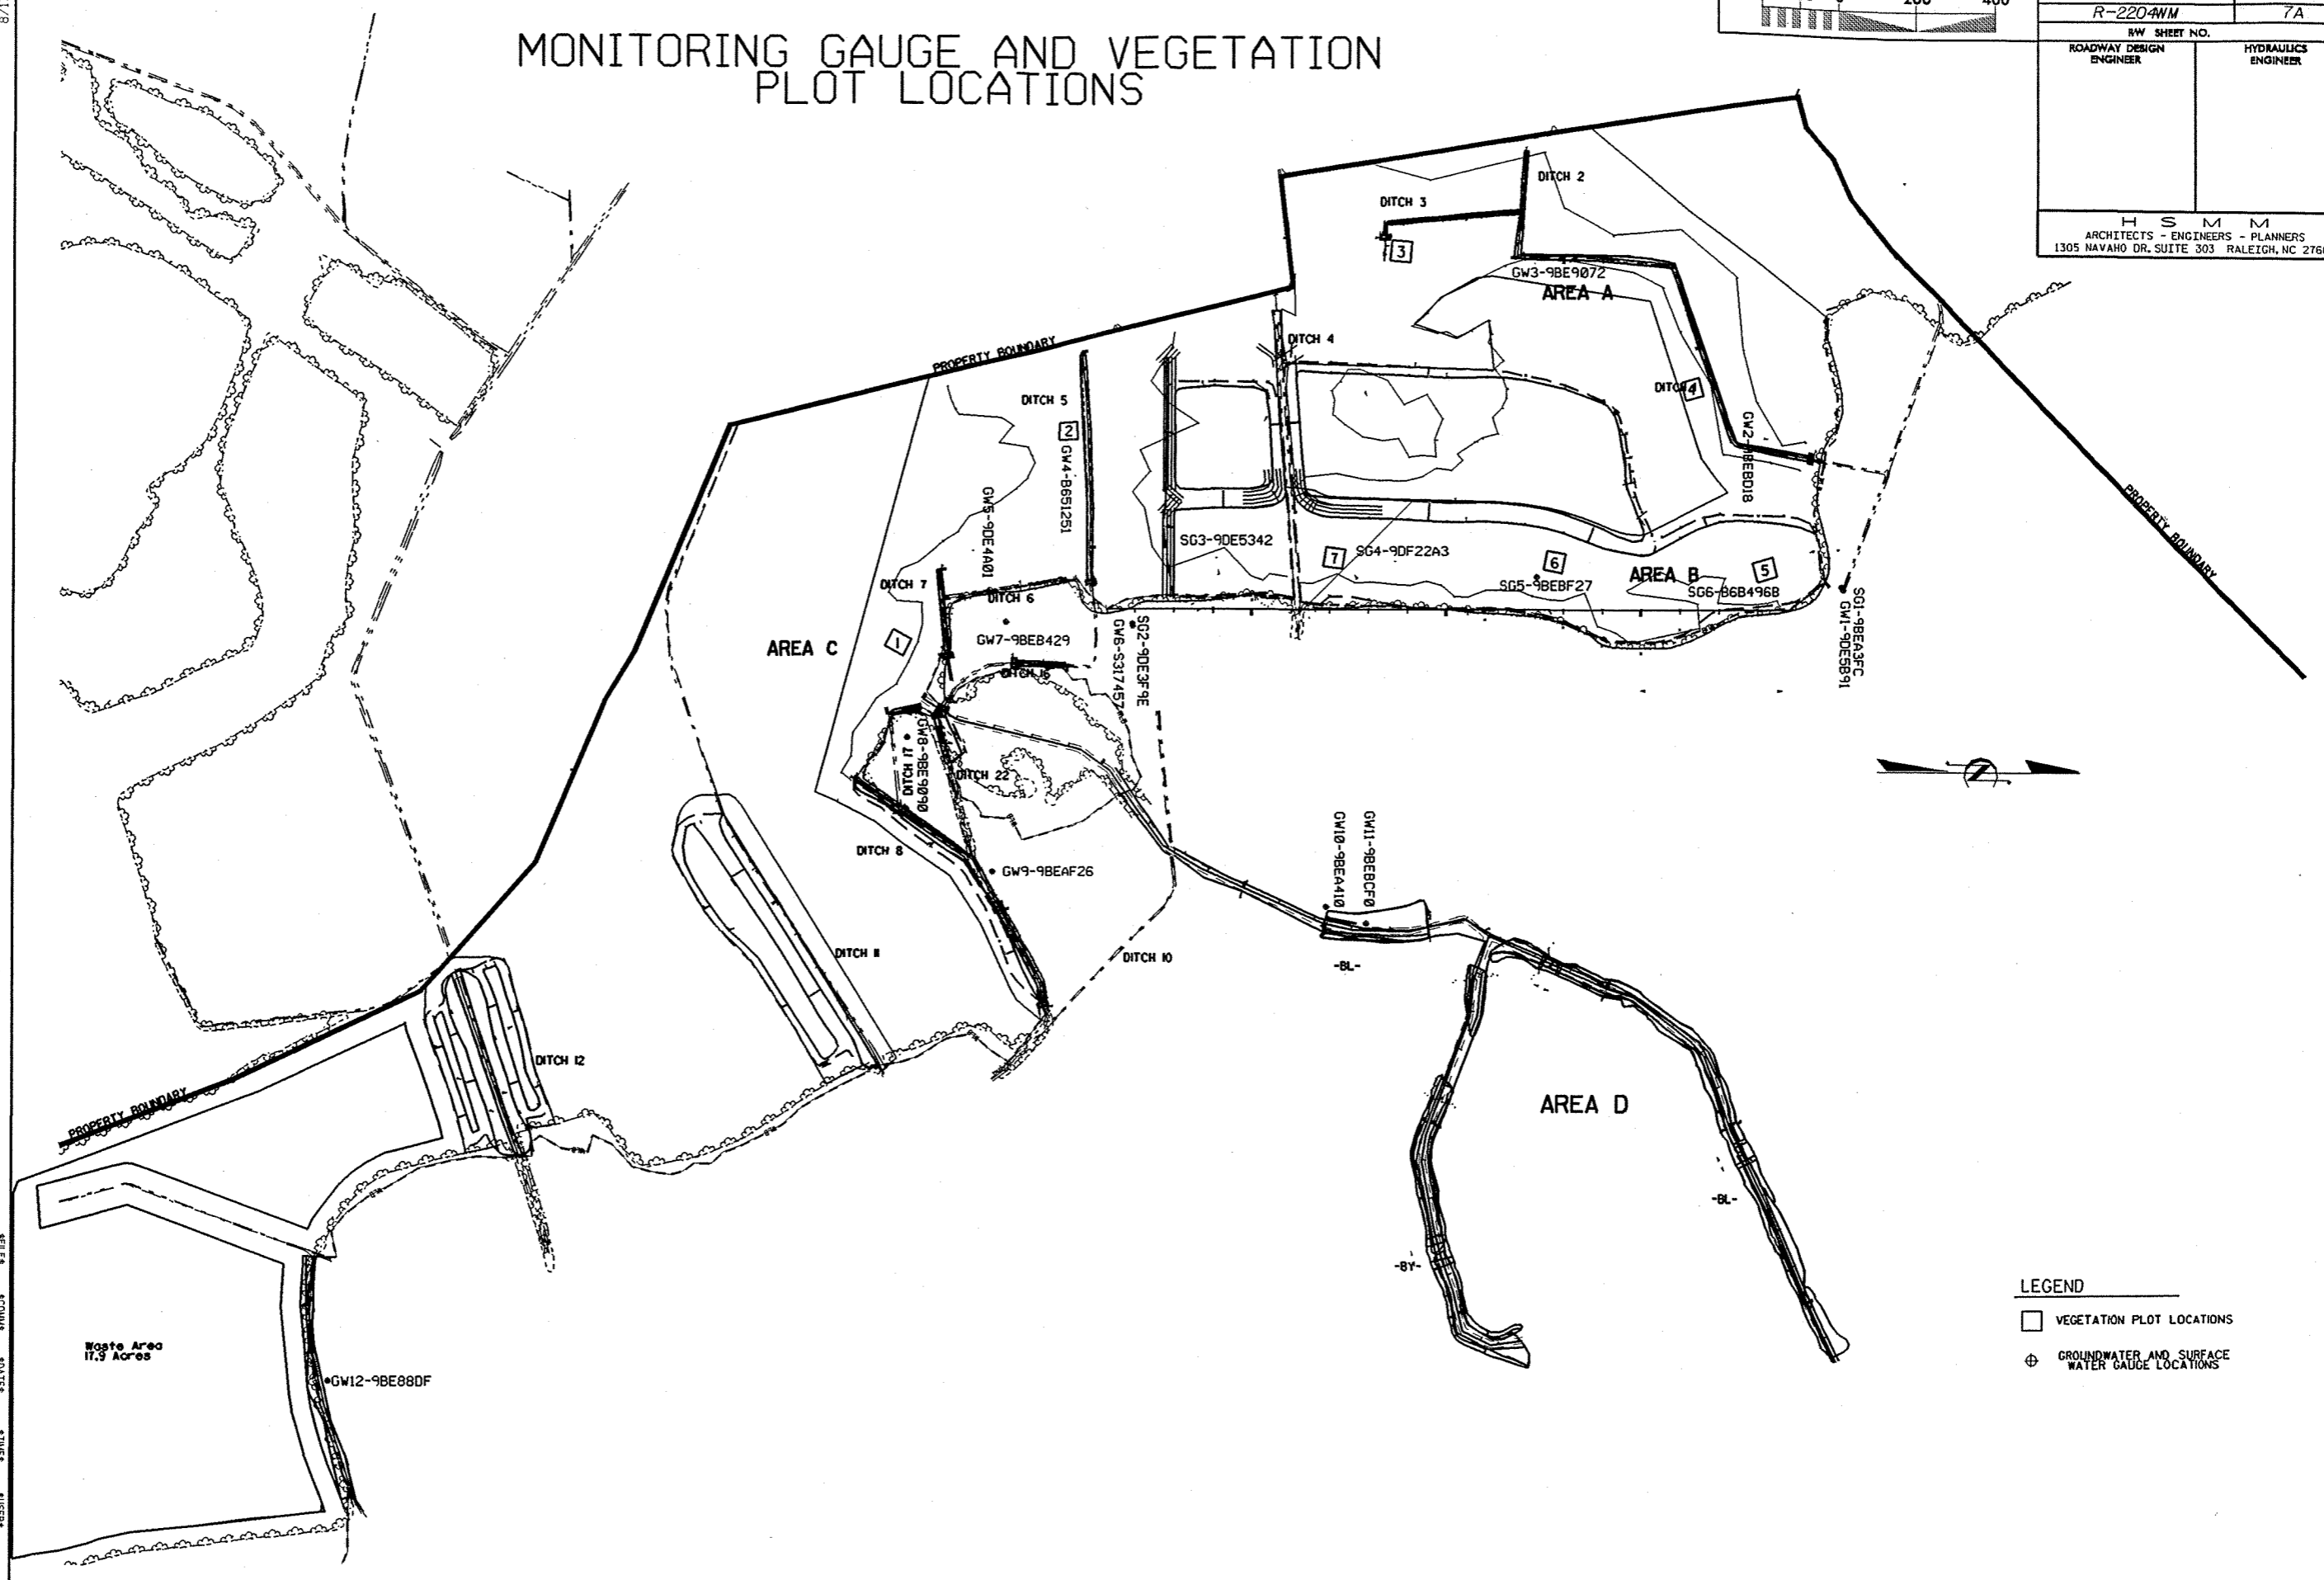 MONITORING GAUGE AND VEGETATION
PLOT LOCATIONS
R-2204WM
7A
RW SHEET NO.
ROADWAY DESIGN
ENGINEER
HYDRAULICS
ENGINEER
H S M M
ARCHITECTS - ENGINEERS - PLANNERS
1305 NAVAHO DR. SUITE 303 RALEIGH, NC
DITCH 2
DITCH 3
3
GW3-9BE9072
AREA A
DITCH 4
PROPERTY BOUNDARY
DITCH 5
2
GW4-B651251
GW5-9DE4A01
4
GW2-9BEBD18
PROPERTY BOUNDARY
SG3-9DE5342
7
SG4-9DF22A3
6
SG5-9BEBF27
AREA B
5
SG6-B6B496B
SG1-9BEA3FC
GW1-9DE5B91
DITCH 7
DITCH 6
AREA C
1
GW7-9BEB429
DITCH 16
GW6-S317457
SG2-9DE3F9E
GW8-9BE9090
DITCH 17
DITCH 22
DITCH 8
GW9-9BEAF26
GW10-9BEA410
GW11-9BEBCF0
DITCH 11
DITCH 10
-BL-
DITCH 12
AREA D
PROPERTY BOUNDARY
-BL-
-BY-
Waste Area
17.9 Acres
GW12-9BE88DF
LEGEND
VEGETATION PLOT LOCATIONS
GROUNDWATER AND SURFACE
WATER GAUGE LOCATIONS